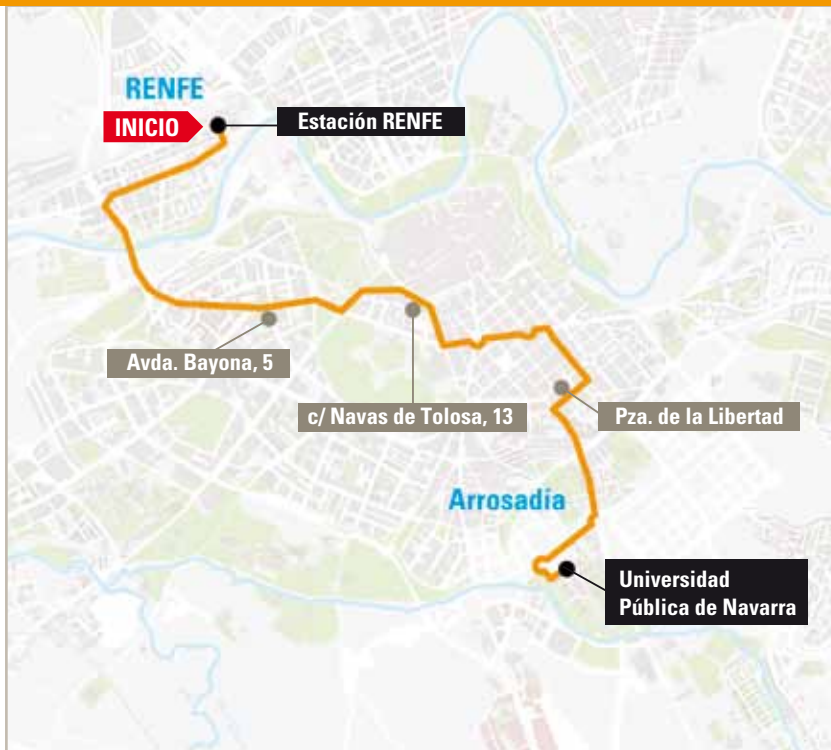 RENFE
INICIO
Estación RENFE
Avda. Bayona, 5
c/ Navas de Tolosa, 13
Pza. de la Libertad
Arrosadia
Universidad
Pública de Navarra